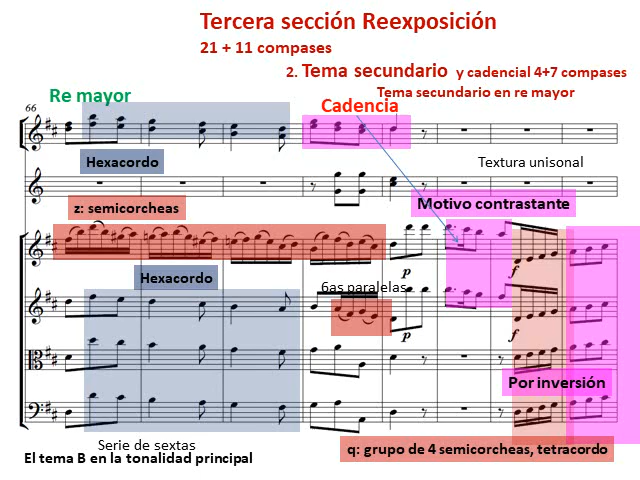 Tercera sección Reexposición
21 + 11 compases
2. Tema secundario y cadencial 4+7 compases
Tema secundario en re mayor
Re mayor
Cadencia
66
Hexacordo
Textura unisonal
z: semicorcheas
Motivo contrastante
Hexacordo
6as paralelas
p
f
p
f
Por inversión
Serie de sextas
El tema B en la tonalidad principal
q: grupo de 4 semicorcheas, tetracordo